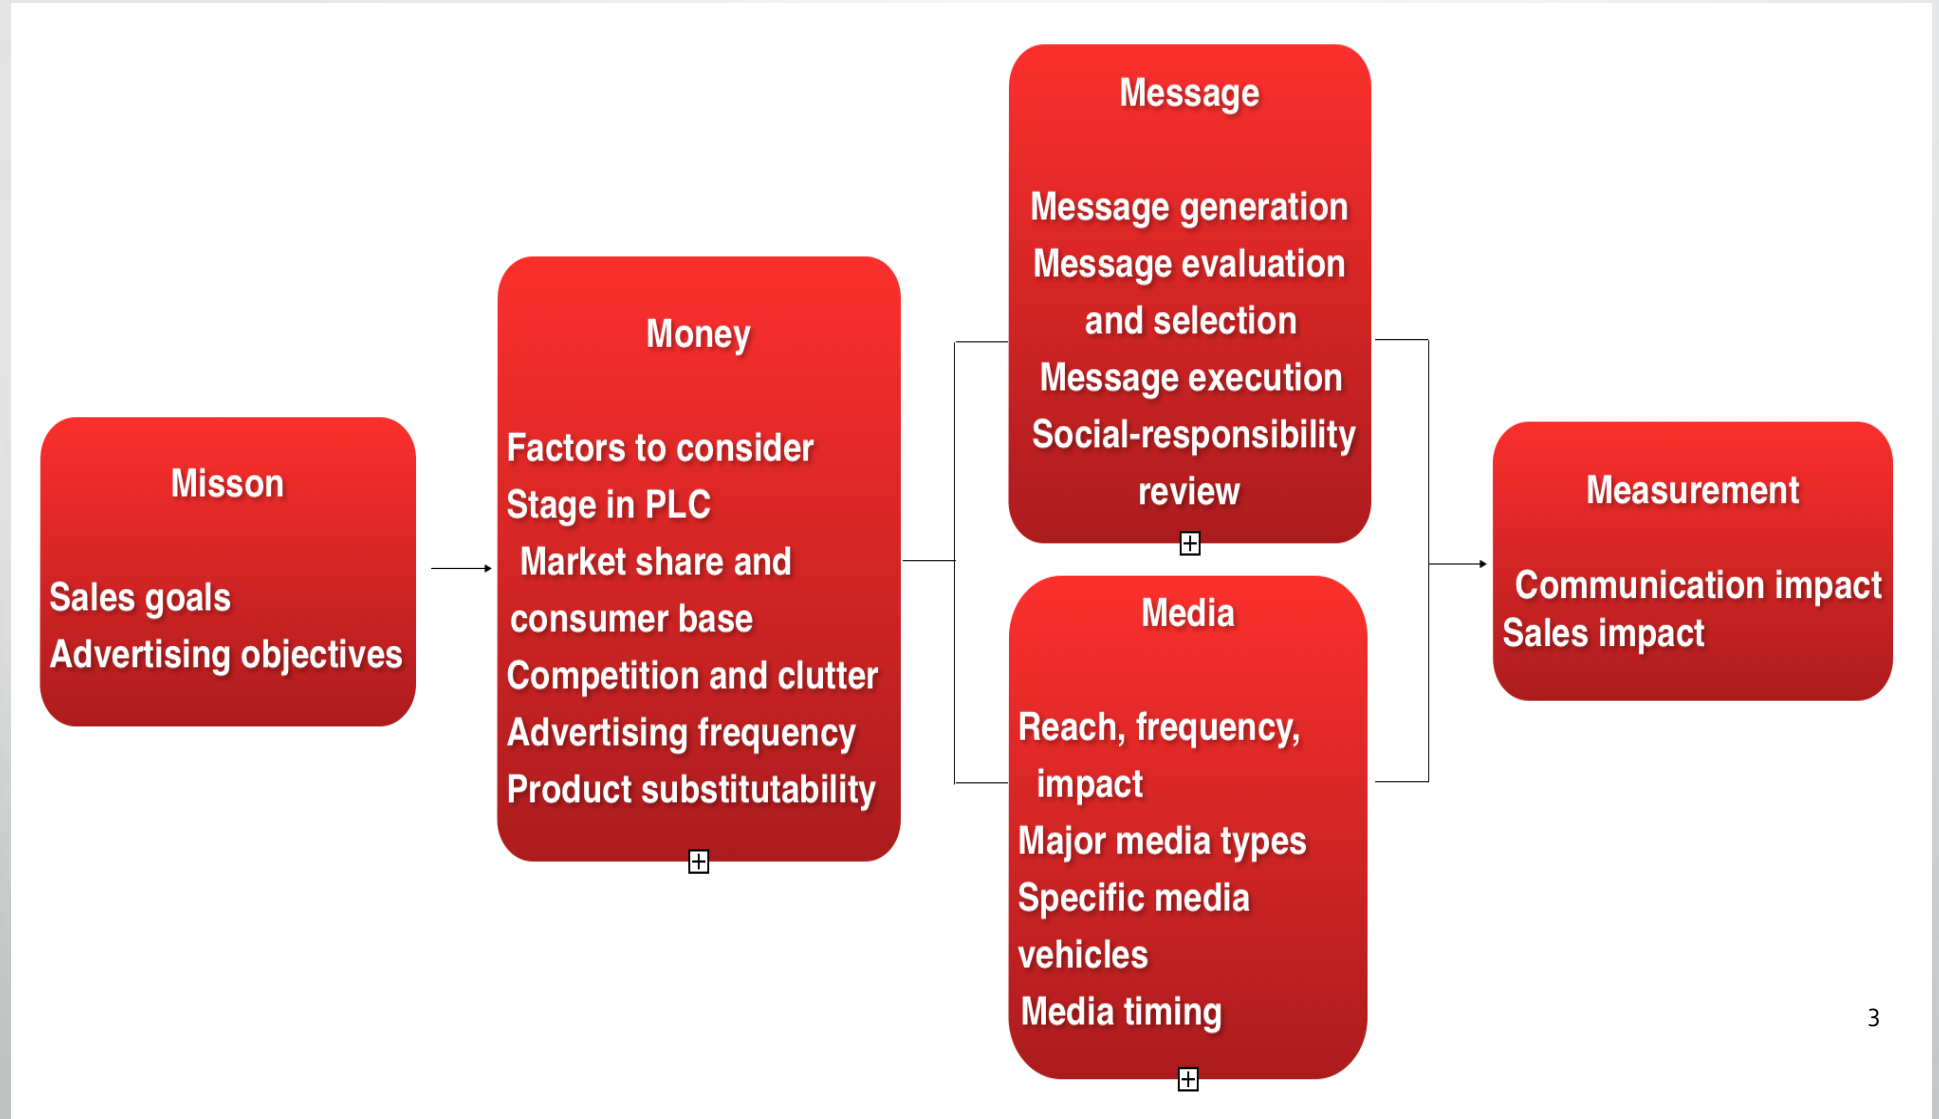 Misson
Sales goals
Advertising objectives
Money
Factors to consider
Stage in PLC
Market share and
consumer base
Competition and clutter
Advertising frequency
Product substitutability
Message
Message generation
Message evaluation
and selection
Message execution
Social-responsibility
review
Media
Reach, frequency,
impact
Major media types
Specific media
vehicles
Media timing
Measurement
Communication impact
Sales impact
3